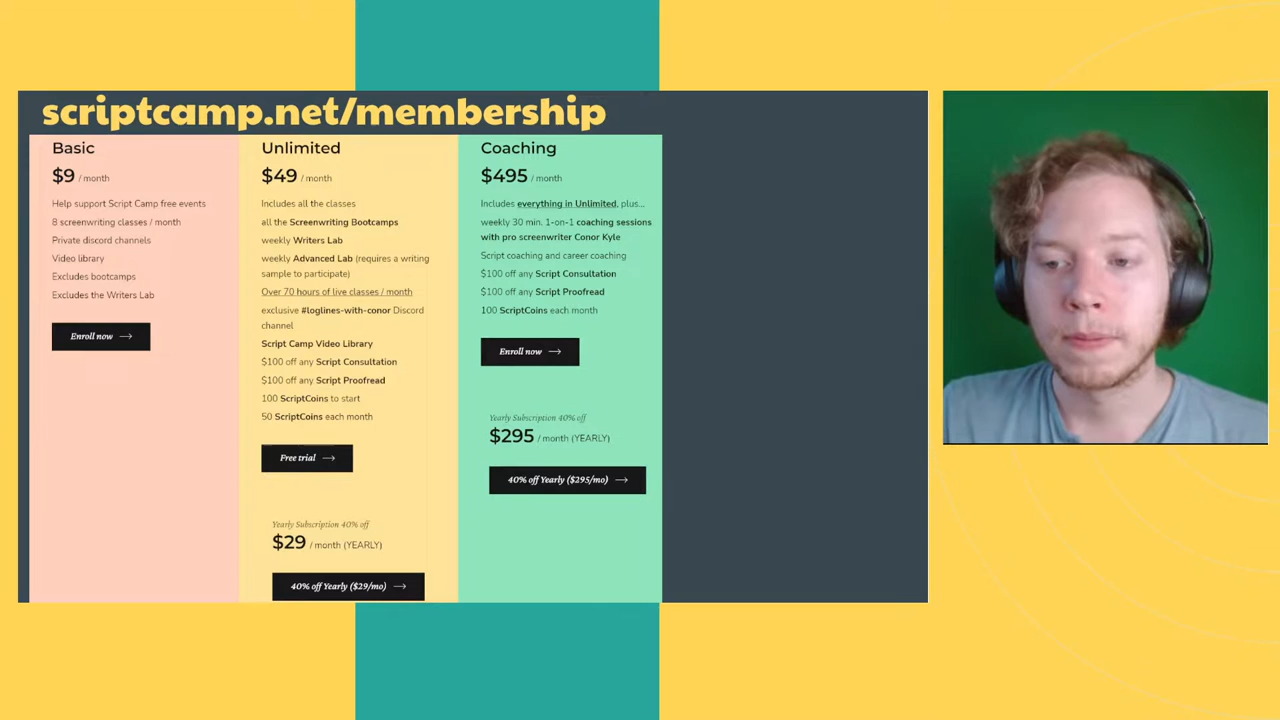 scriptcamp.net/membership
Basic
$9 / month
Help support Script Camp free events
8 screenwriting classes / month
Private discord channels
Video library
Excludes bootcamps
Excludes the Writers Lab
Enroll now →
Unlimited
$49 / month
Includes all the classes
all the Screenwriting Bootcamps
weekly Writers Lab
weekly Advanced Lab (requires a writing
sample to participate)
Over 70 hours of live classes / month
exclusive #loglines-with-conor Discord
channel
Script Camp Video Library
$100 off any Script Consultation
$100 off any Script Proofread
100 ScriptCoins to start
50 ScriptCoins each month
Free trial →
Yearly Subscription 40% off
$29 / month (YEARLY)
40% off Yearly ($29/mo) →
Coaching
$495 / month
Includes everything in Unlimited, plus...
weekly 30 min. 1-on-1 coaching sessions
with pro screenwriter Conor Kyle
Script coaching and career coaching
$100 off any Script Consultation
$100 off any Script Proofread
100 ScriptCoins each month
Enroll now →
Yearly Subscription 40% off
$295 / month (YEARLY)
40% off Yearly ($295/mo) →